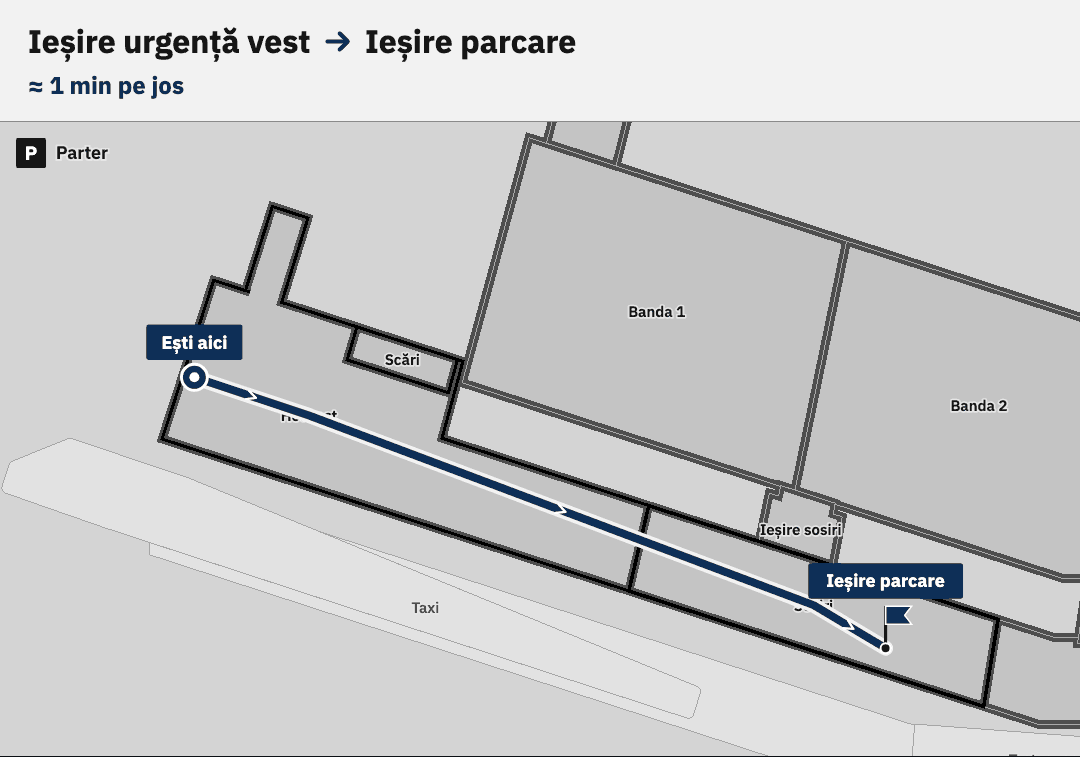 Ieșire urgență vest → Ieșire parcare
≈ 1 min pe jos
P Parter
Banda 1
Ești aici
Scări
Banda 2
Ieșire sosiri
Ieșire parcare
Taxi